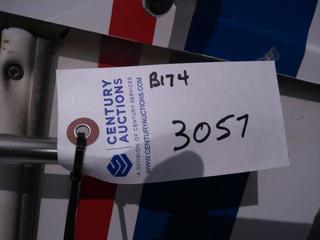 B174
3057
CENTURY
AUCTIONS
A DIVISION OF CENTURY SERVICES
WWW.CENTURYAUCTIONS.COM